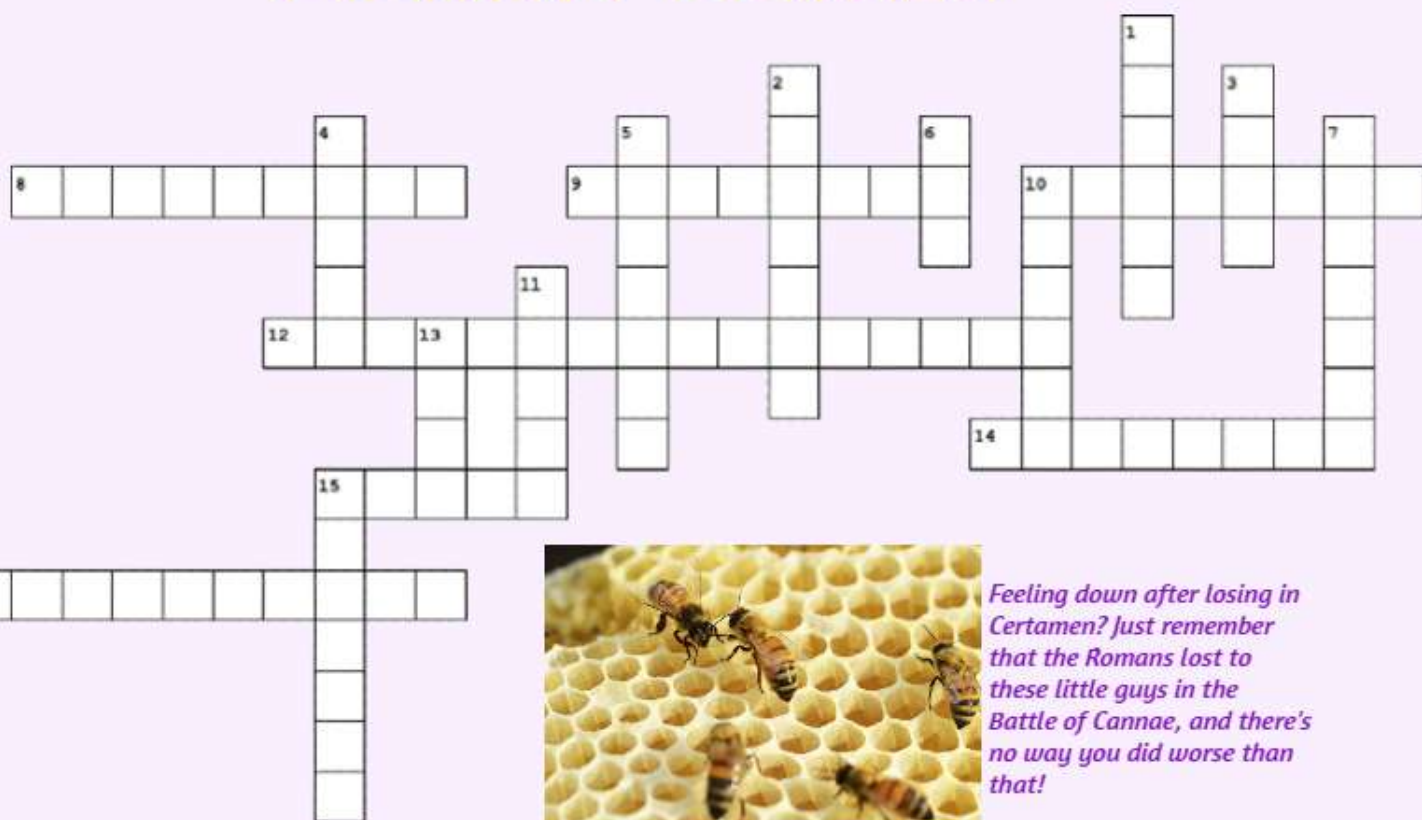 1
2
3
4
5
6
7
8
9
10
11
12
13
14
15
Feeling down after losing in
Certamen? Just remember
that the Romans lost to
these little guys in the
Battle of Cannae, and there's
no way you did worse than
that!